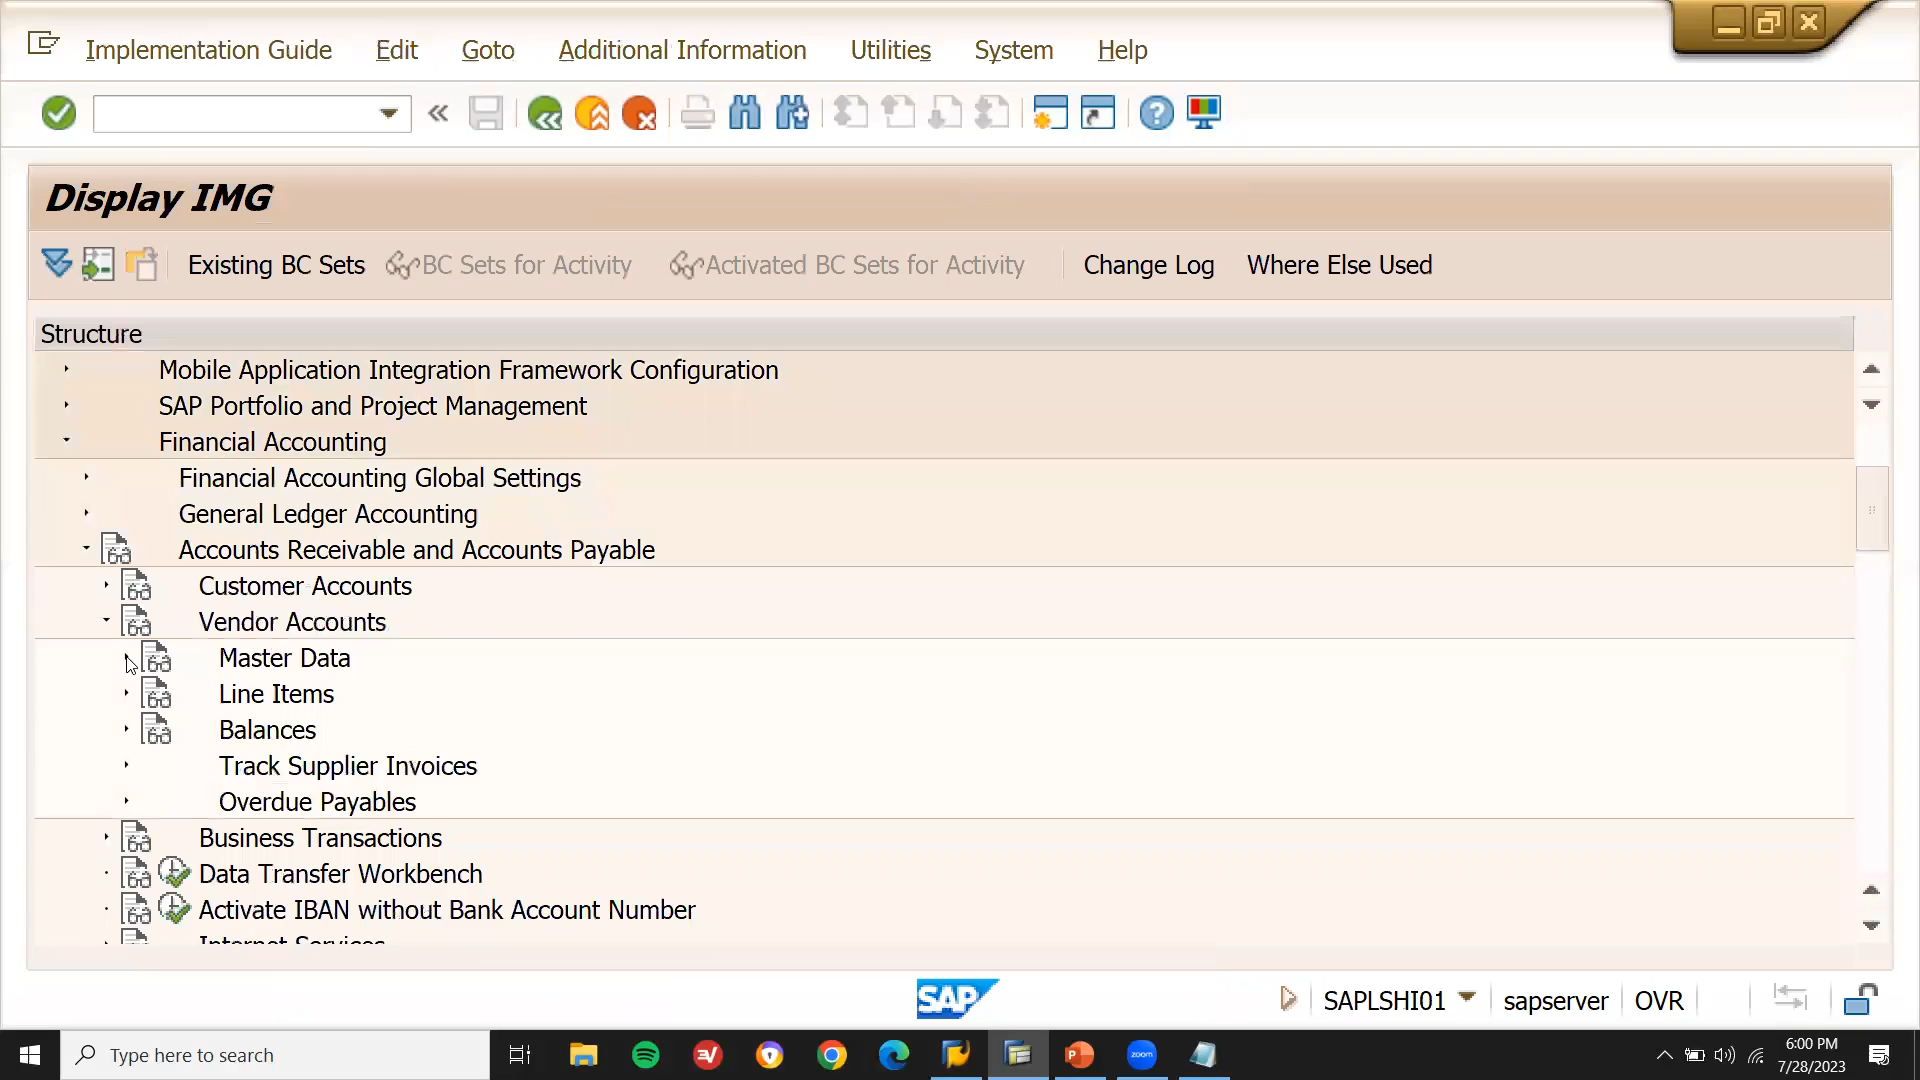 Implementation Guide Edit Goto Additional Information Utilities System Help
Display IMG
Existing BC Sets BC Sets for Activity Activated BC Sets for Activity Change Log Where Else Used
Structure
Mobile Application Integration Framework Configuration
SAP Portfolio and Project Management
Financial Accounting
Financial Accounting Global Settings
General Ledger Accounting
Accounts Receivable and Accounts Payable
Customer Accounts
Vendor Accounts
Master Data
Line Items
Balances
Track Supplier Invoices
Overdue Payables
Business Transactions
Data Transfer Workbench
Activate IBAN without Bank Account Number
Internet Services
SAP SAPLSHI01 sapserver OVR
Type here to search
zoom
6:00 PM
7/28/2023